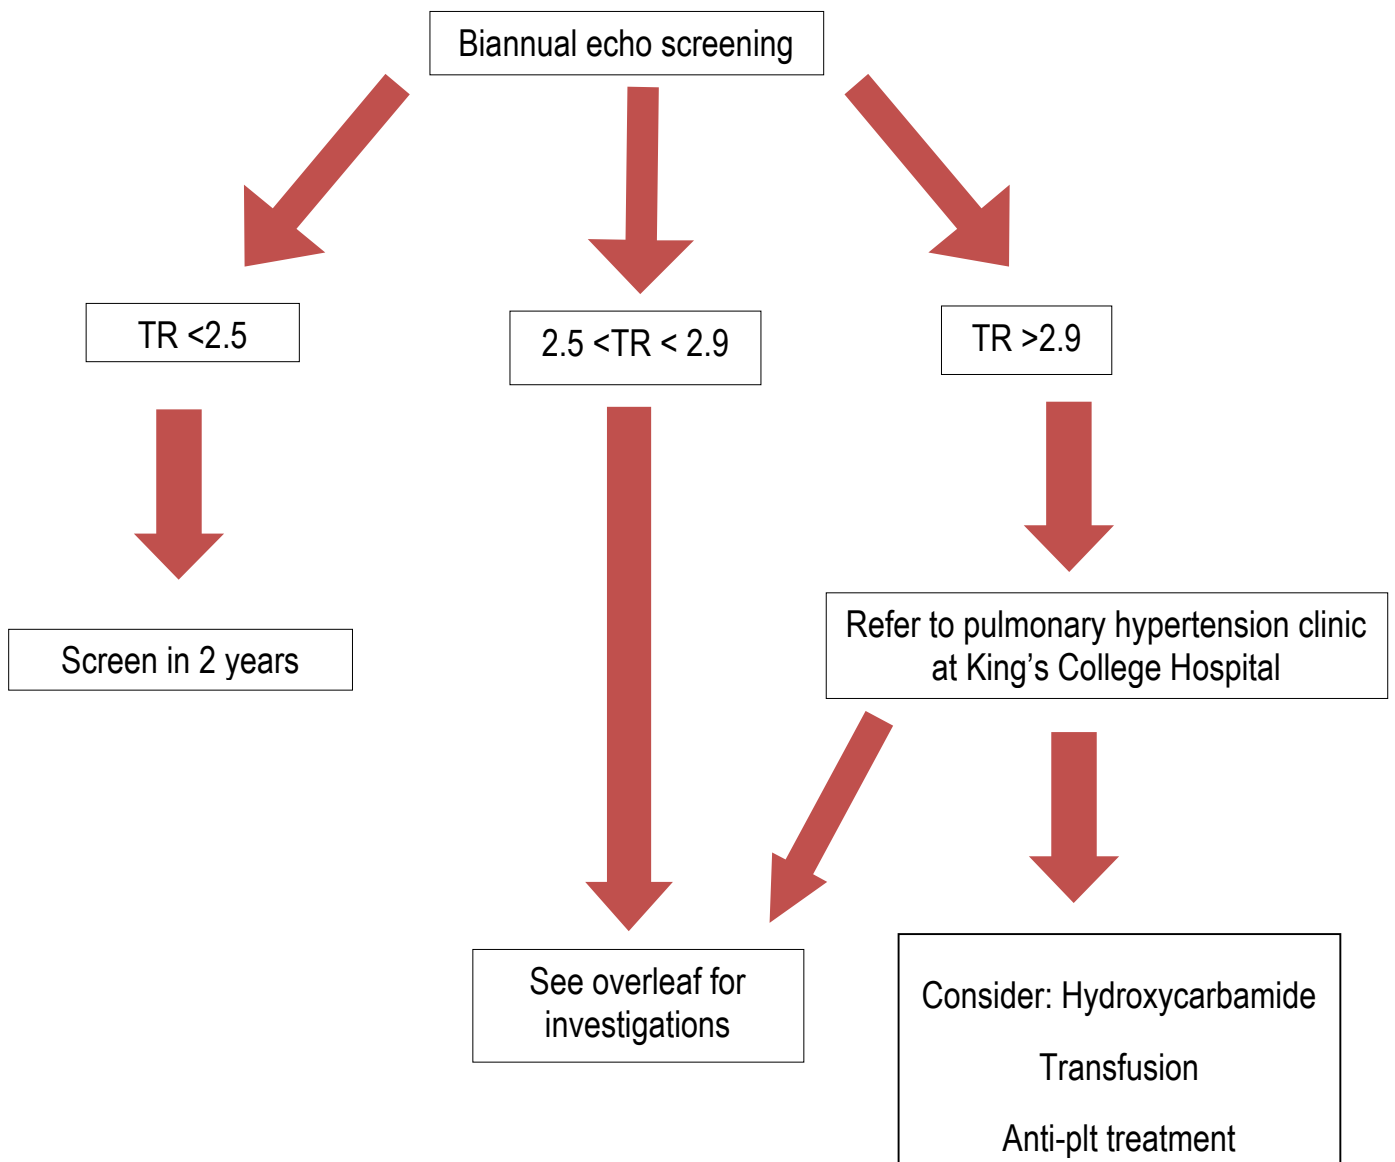 Biannual echo screening
TR <2.5
2.5 <TR < 2.9
TR >2.9
Screen in 2 years
Refer to pulmonary hypertension clinic
at King’s College Hospital
See overleaf for
investigations
Consider: Hydroxycarbamide
Transfusion
Anti-plt treatment